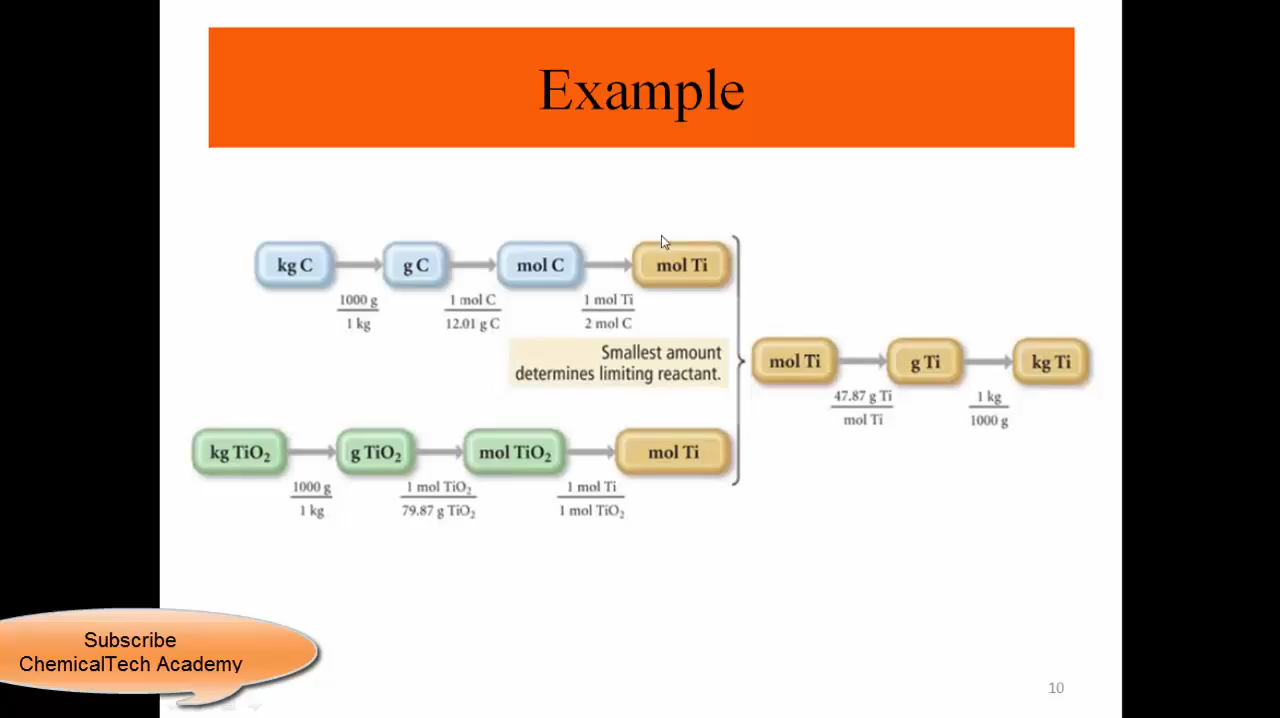 Example
kg C
g C
mol C
mol Ti
1000 g
1 kg
1 mol C
12.01 g C
1 mol Ti
2 mol C
Smallest amount
determines limiting reactant.
mol Ti
g Ti
kg Ti
47.87 g Ti
mol Ti
1 kg
1000 g
kg TiO₂
g TiO₂
mol TiO₂
mol Ti
1000 g
1 kg
1 mol TiO₂
79.87 g TiO₂
1 mol Ti
1 mol TiO₂
Subscribe
ChemicalTech Academy
10